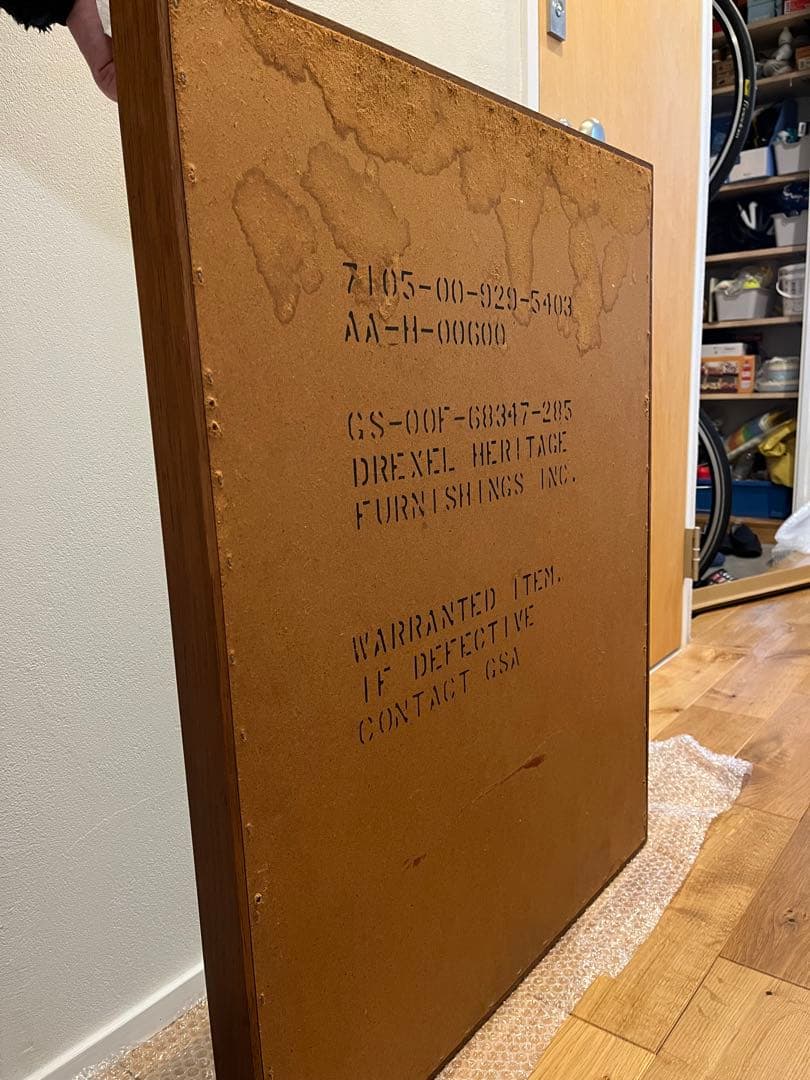 7105-00-929-5403
AA-H-00600
GS-00F-68347-285
DREXEL HERITAGE
FURNISHINGS INC.
WARRANTED ITEM.
IF DEFECTIVE
CONTACT GSA